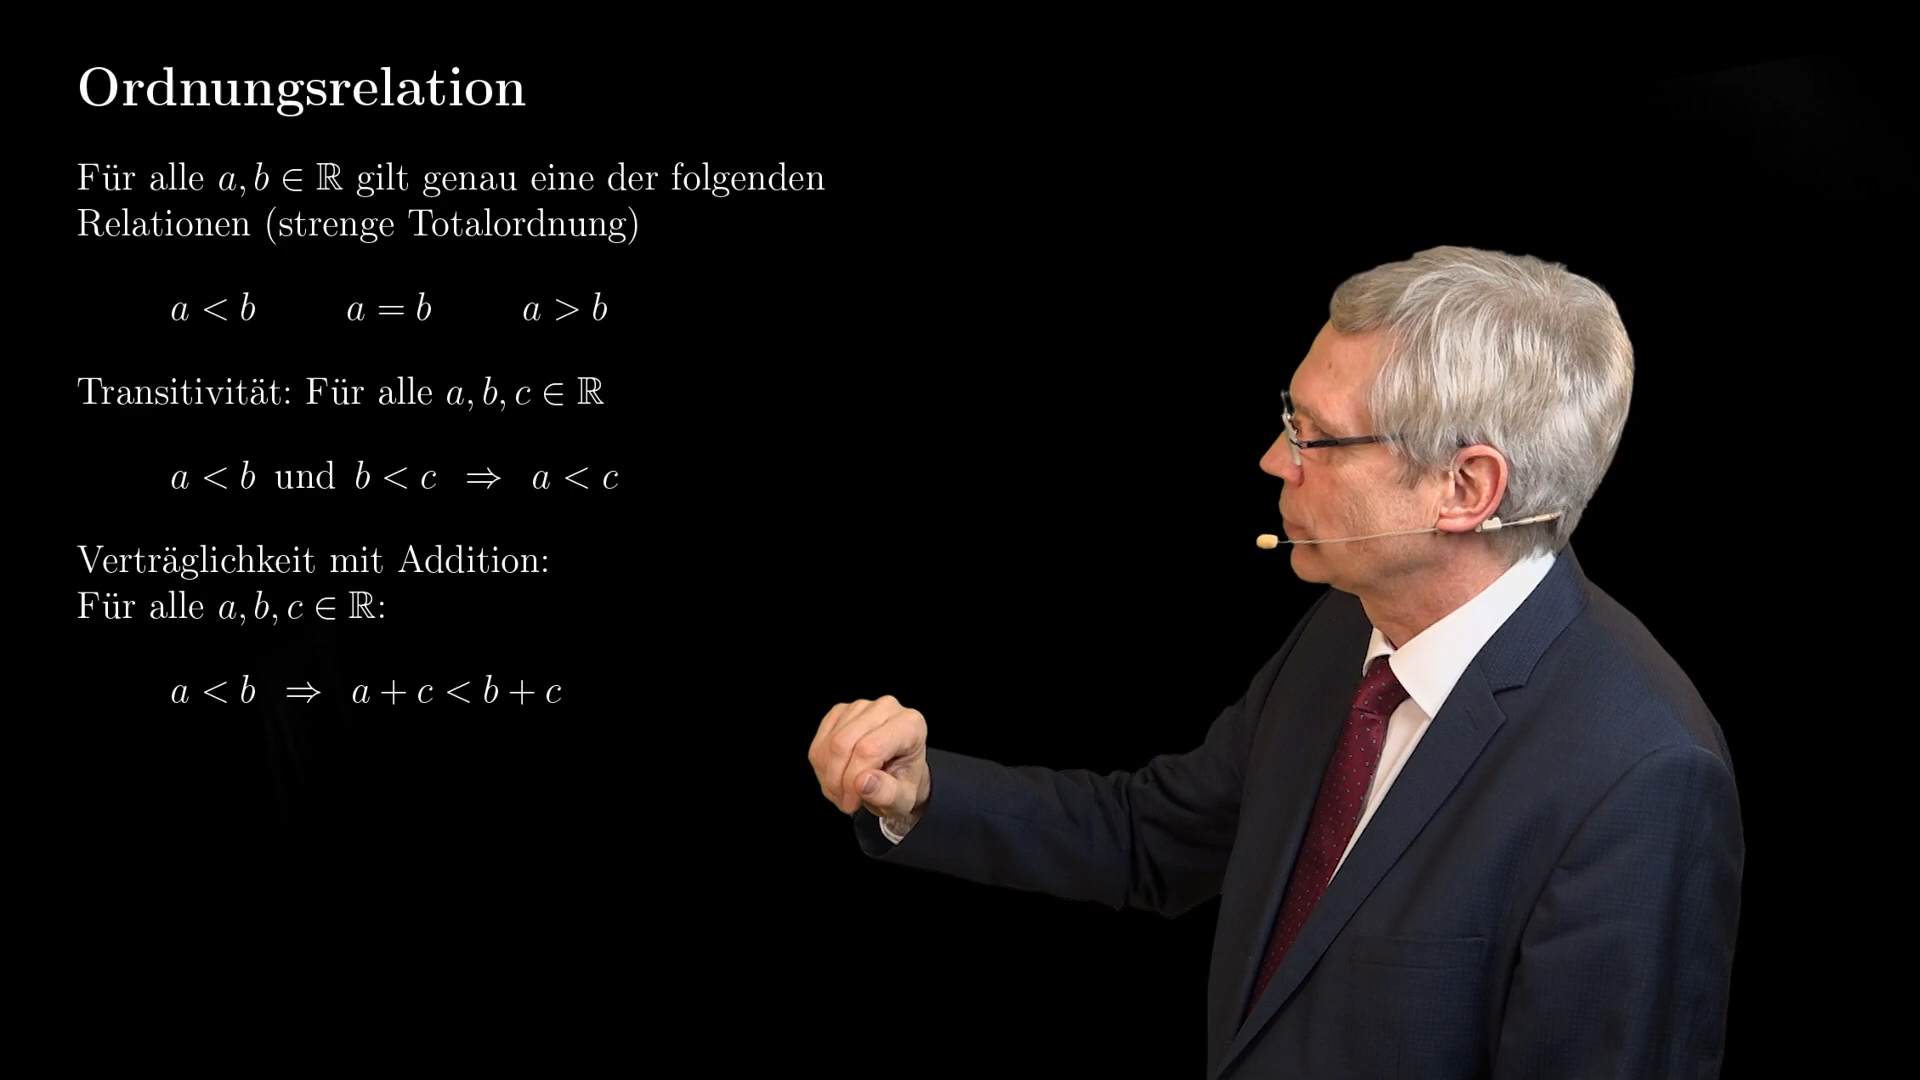 Ordnungsrelation
Für alle a, b ∈ ℝ gilt genau eine der folgenden
Relationen (strenge Totalordnung)
a < b a = b a > b
Transitivität: Für alle a, b, c ∈ ℝ
a < b und b < c ⇒ a < c
Verträglichkeit mit Addition:
Für alle a, b, c ∈ ℝ:
a < b ⇒ a + c < b + c